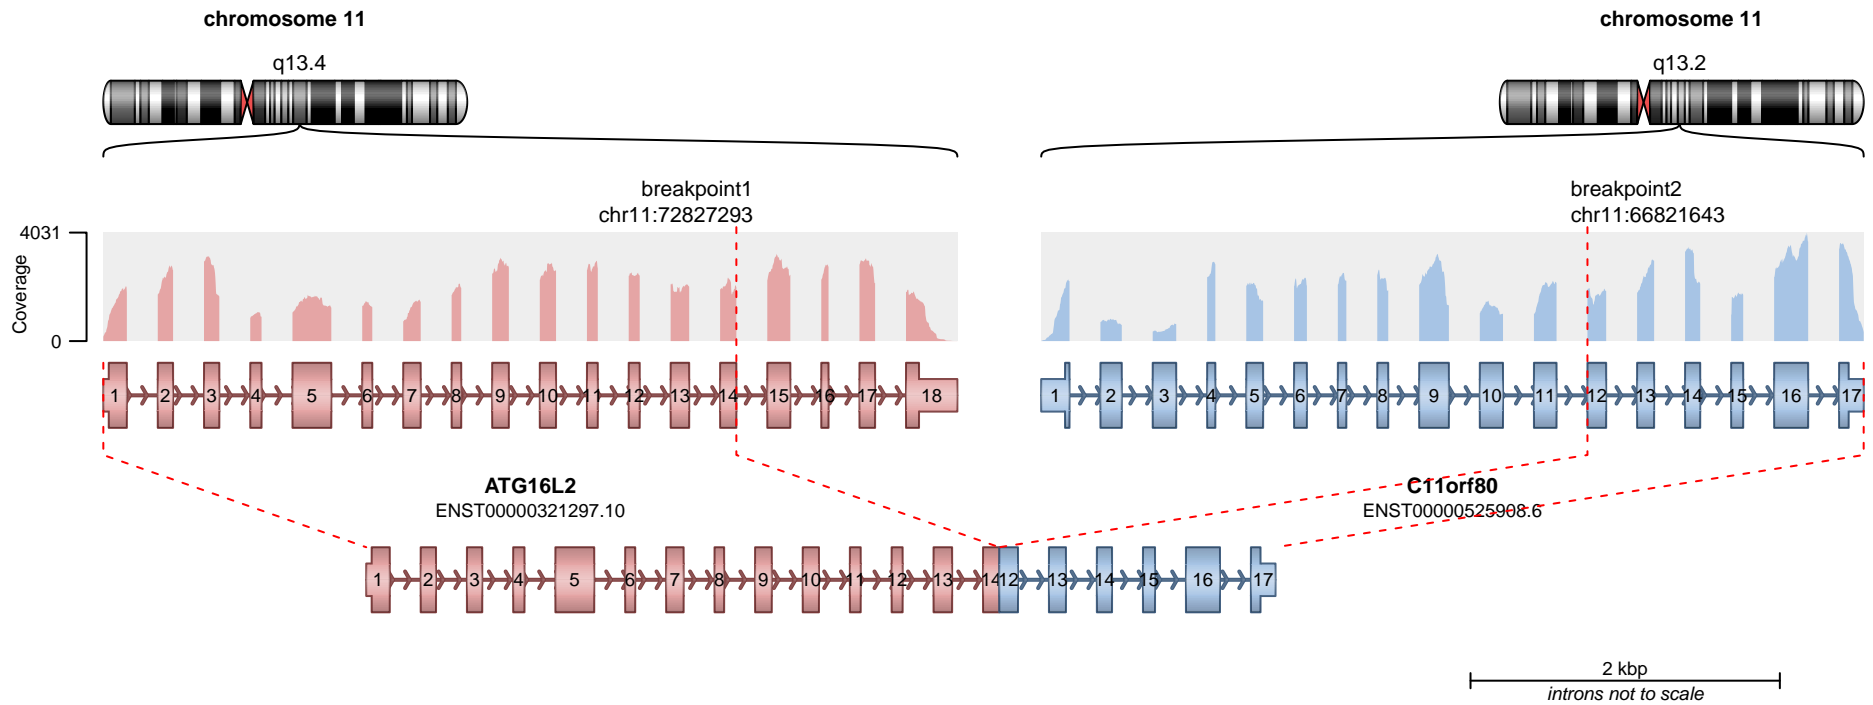 chromosome 11
chromosome 11
q13.4
q13.2
breakpoint1
chr11:72827293
breakpoint2
chr11:66821643
4031
0
Coverage
1 2 3 4 5 6 7 8 9 10 11 12 13 14 15 16 17 18
1 2 3 4 5 6 7 8 9 10 11 12 13 14 15 16 17
ATG16L2
ENST00000321297.10
C11orf80
ENST00000525908.6
1 2 3 4 5 6 7 8 9 10 11 12 13 14 12 13 14 15 16 17
2 kbp
introns not to scale